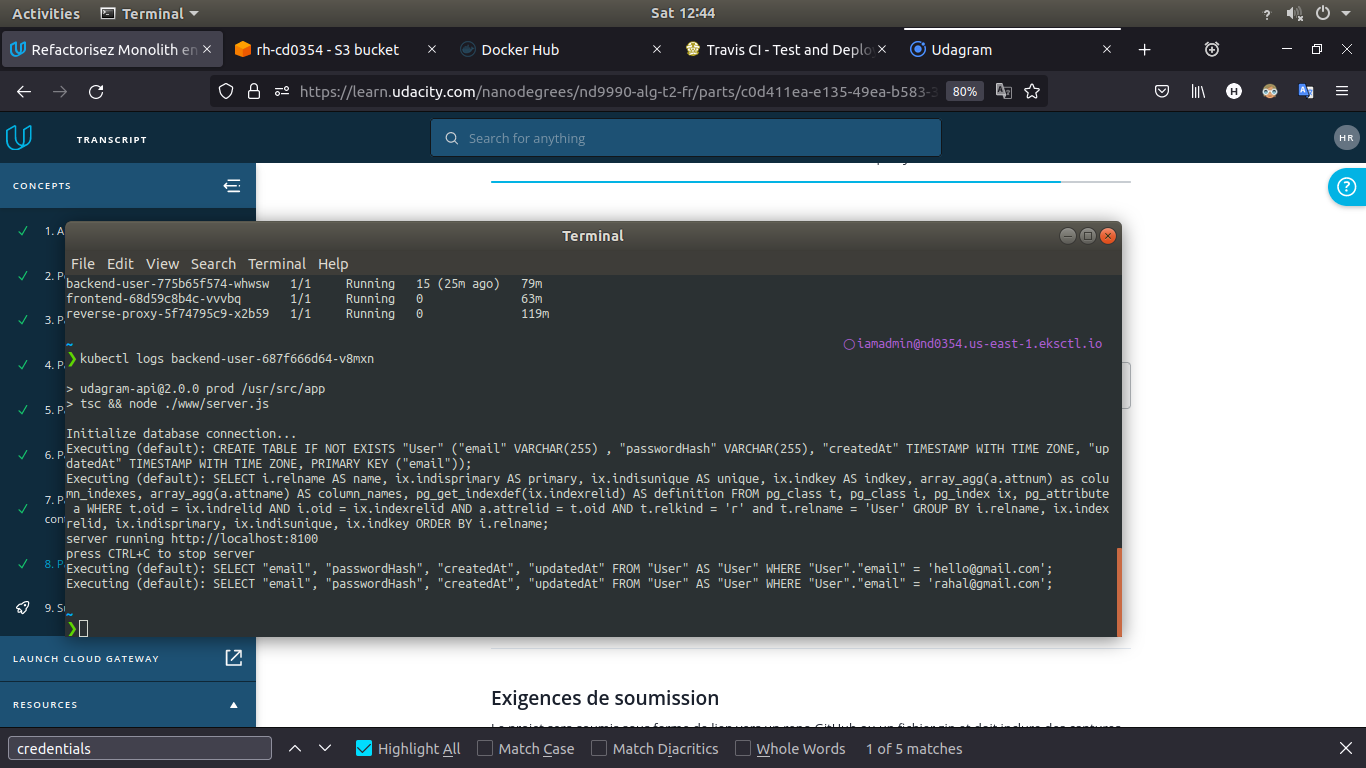 Activities
Terminal
Sat 12:44
Refactorisez Monolith en
rh-cd0354 - S3 bucket
Docker Hub
Travis CI - Test and Deploy
Udagram
https://learn.udacity.com/nanodegrees/nd9990-alg-t2-fr/parts/c0d411ea-e135-49ea-b583-3
80%
H
TRANSCRIPT
Search for anything
HR
CONCEPTS
1. A
2. P
3. P
4. P
5. P
6. P
7. P
con
8. P
9. S
LAUNCH CLOUD GATEWAY
RESOURCES
Terminal
File Edit View Search Terminal Help
backend-user-775b65f574-whwsw 1/1 Running 15 (25m ago) 79m
frontend-68d59c8b4c-vvvbq 1/1 Running 0 63m
reverse-proxy-5f74795c9-x2b59 1/1 Running 0 119m
~
iamadmin@nd0354.us-east-1.eksctl.io
❯ kubectl logs backend-user-687f666d64-v8mxn
> udagram-api@2.0.0 prod /usr/src/app
> tsc && node ./www/server.js
Initialize database connection...
Executing (default): CREATE TABLE IF NOT EXISTS "User" ("email" VARCHAR(255) , "passwordHash" VARCHAR(255), "createdAt" TIMESTAMP WITH TIME ZONE, "up
datedAt" TIMESTAMP WITH TIME ZONE, PRIMARY KEY ("email"));
Executing (default): SELECT i.relname AS name, ix.indisprimary AS primary, ix.indisunique AS unique, ix.indkey AS indkey, array_agg(a.attnum) as colu
mn_indexes, array_agg(a.attname) AS column_names, pg_get_indexdef(ix.indexrelid) AS definition FROM pg_class t, pg_class i, pg_index ix, pg_attribute
a WHERE t.oid = ix.indrelid AND i.oid = ix.indexrelid AND a.attrelid = t.oid AND t.relkind = 'r' and t.relname = 'User' GROUP BY i.relname, ix.index
relid, ix.indisprimary, ix.indisunique, ix.indkey ORDER BY i.relname;
server running http://localhost:8100
press CTRL+C to stop server
Executing (default): SELECT "email", "passwordHash", "createdAt", "updatedAt" FROM "User" AS "User" WHERE "User"."email" = 'hello@gmail.com';
Executing (default): SELECT "email", "passwordHash", "createdAt", "updatedAt" FROM "User" AS "User" WHERE "User"."email" = 'rahal@gmail.com';
~
❯
Exigences de soumission
credentials
Highlight All
Match Case
Match Diacritics
Whole Words
1 of 5 matches